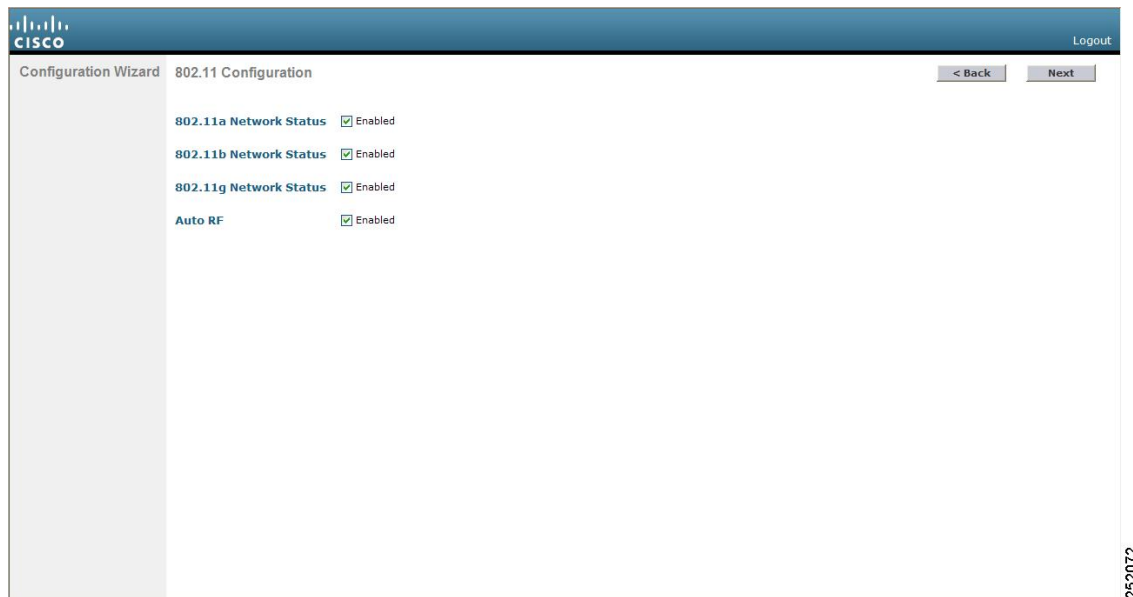 CISCO
Logout
Configuration Wizard
802.11 Configuration
< Back
Next
802.11a Network Status Enabled
802.11b Network Status Enabled
802.11g Network Status Enabled
Auto RF Enabled
252072